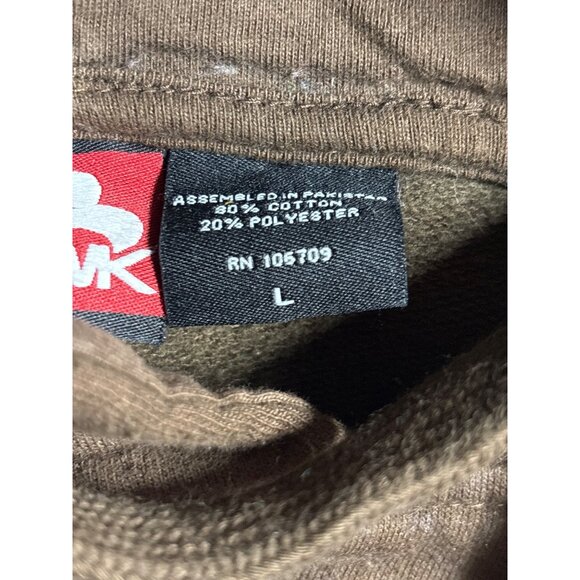 ASSEMBLED IN PAKISTAN
80% COTTON
20% POLYESTER
RN 105709
L